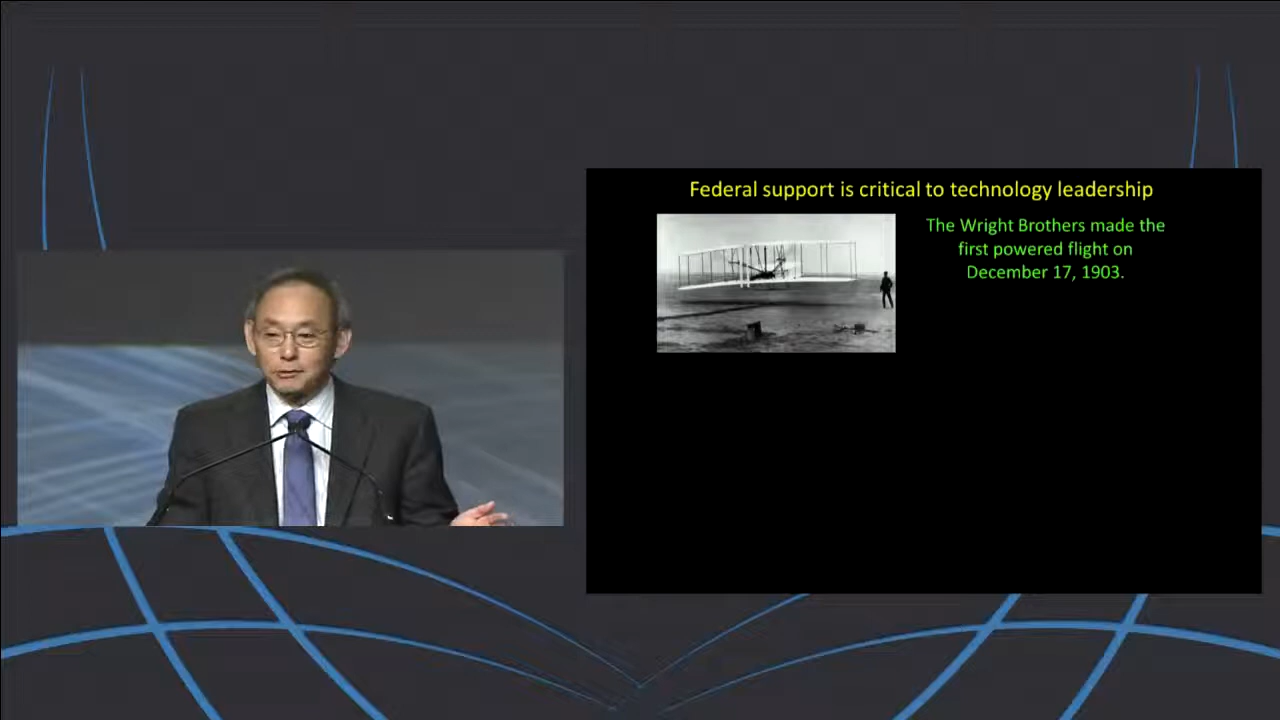 Federal support is critical to technology leadership
The Wright Brothers made the
first powered flight on
December 17, 1903.